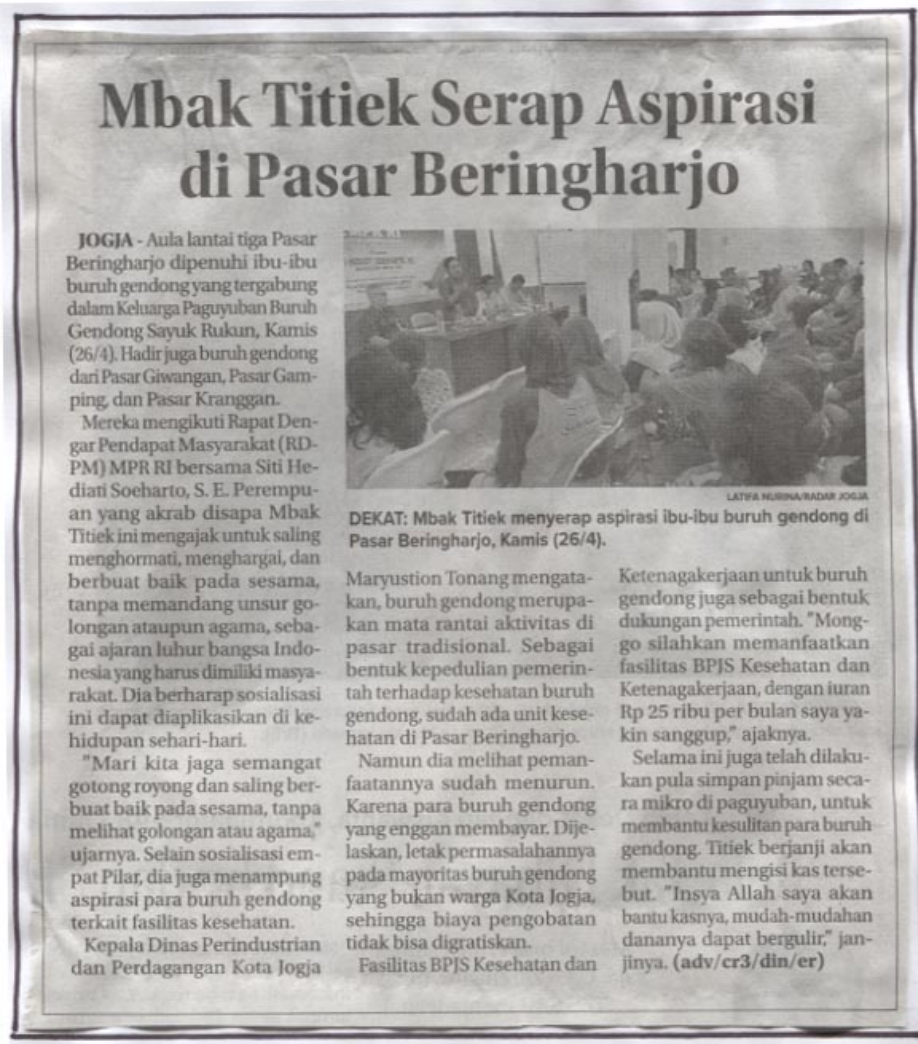 Mbak Titiek Serap Aspirasi
di Pasar Beringharjo
JOGJA - Aula lantai tiga Pasar
Beringharjo dipenuhi ibu-ibu
buruh gendong yang tergabung
dalam Keluarga Paguyuban Buruh
Gendong Sayuk Rukun, Kamis
(26/4). Hadir juga buruh gendong
dari Pasar Giwangan, Pasar Gam-
ping, dan Pasar Kranggan.
Mereka mengikuti Rapat Den-
gar Pendapat Masyarakat (RD-
PM) MPR RI bersama Siti He-
diati Soeharto, S. E. Perempu-
an yang akrab disapa Mbak
Titiek ini mengajak untuk saling
menghormati, menghargai, dan
berbuat baik pada sesama,
tanpa memandang unsur go-
longan ataupun agama, seba-
gai ajaran luhur bangsa Indo-
nesia yang harus dimiliki masya-
rakat. Dia berharap sosialisasi
ini dapat diaplikasikan di ke-
hidupan sehari-hari.
"Mari kita jaga semangat
gotong royong dan saling ber-
buat baik pada sesama, tanpa
melihat golongan atau agama,"
ujarnya. Selain sosialisasi em-
pat Pilar, dia juga menampung
aspirasi para buruh gendong
terkait fasilitas kesehatan.
Kepala Dinas Perindustrian
dan Perdagangan Kota Jogja
LATIFA NURINA/RADAR JOGJA
DEKAT: Mbak Titiek menyerap aspirasi ibu-ibu buruh gendong di
Pasar Beringharjo, Kamis (26/4).
Maryustion Tonang mengata-
kan, buruh gendong merupa-
kan mata rantai aktivitas di
pasar tradisional. Sebagai
bentuk kepedulian pemerin-
tah terhadap kesehatan buruh
gendong, sudah ada unit kese-
hatan di Pasar Beringharjo.
Namun dia melihat peman-
faatannya sudah menurun.
Karena para buruh gendong
yang enggan membayar. Dije-
laskan, letak permasalahannya
pada mayoritas buruh gendong
yang bukan warga Kota Jogja,
sehingga biaya pengobatan
tidak bisa digratiskan.
Fasilitas BPJS Kesehatan dan
Ketenagakerjaan untuk buruh
gendong juga sebagai bentuk
dukungan pemerintah. "Mong-
go silahkan memanfaatkan
fasilitas BPJS Kesehatan dan
Ketenagakerjaan, dengan iuran
Rp 25 ribu per bulan saya ya-
kin sanggup," ajaknya.
Selama ini juga telah dilaku-
kan pula simpan pinjam seca-
ra mikro di paguyuban, untuk
membantu kesulitan para buruh
gendong. Titiek berjanji akan
membantu mengisi kas terse-
but. "Insya Allah saya akan
bantu kasnya, mudah-mudahan
dananya dapat bergulir," jan-
jinya. (adv/cr3/din/er)